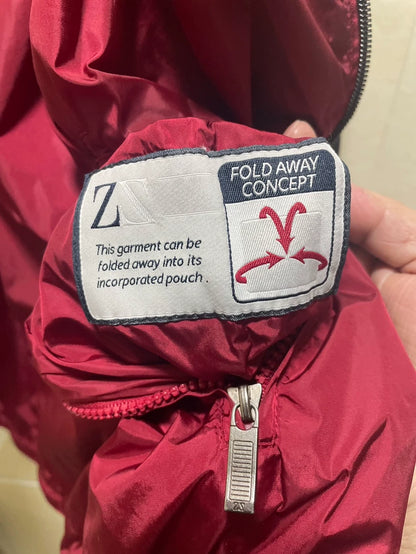 FOLD AWAY
CONCEPT
This garment can be
folded away into its
incorporated pouch .